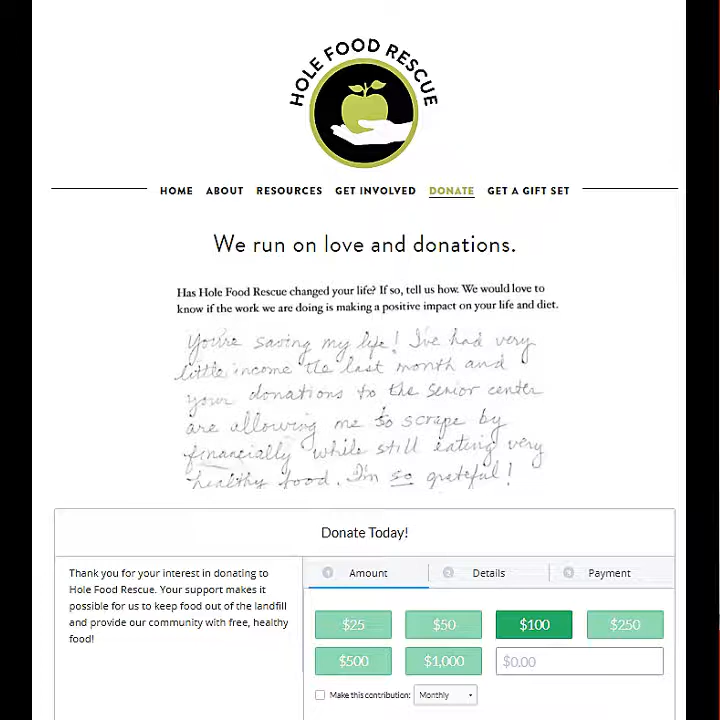 HOLE FOOD RESCUE
HOME ABOUT RESOURCES GET INVOLVED DONATE GET A GIFT SET
We run on love and donations.
Has Hole Food Rescue changed your life? If so, tell us how. We would love to
know if the work we are doing is making a positive impact on your life and diet.
You're saving my life! I've had very
little income the last month and
your donations to the senior center
are allowing me to scrape by
financially while still eating very
healthy food. I'm so grateful!
Donate Today!
Thank you for your interest in donating to
Hole Food Rescue. Your support makes it
possible for us to keep food out of the landfill
and provide our community with free, healthy
food!
1 Amount 2 Details Payment
$25 $50 $100 $250
$500 $1,000 $0.00
Make this contribution: Monthly